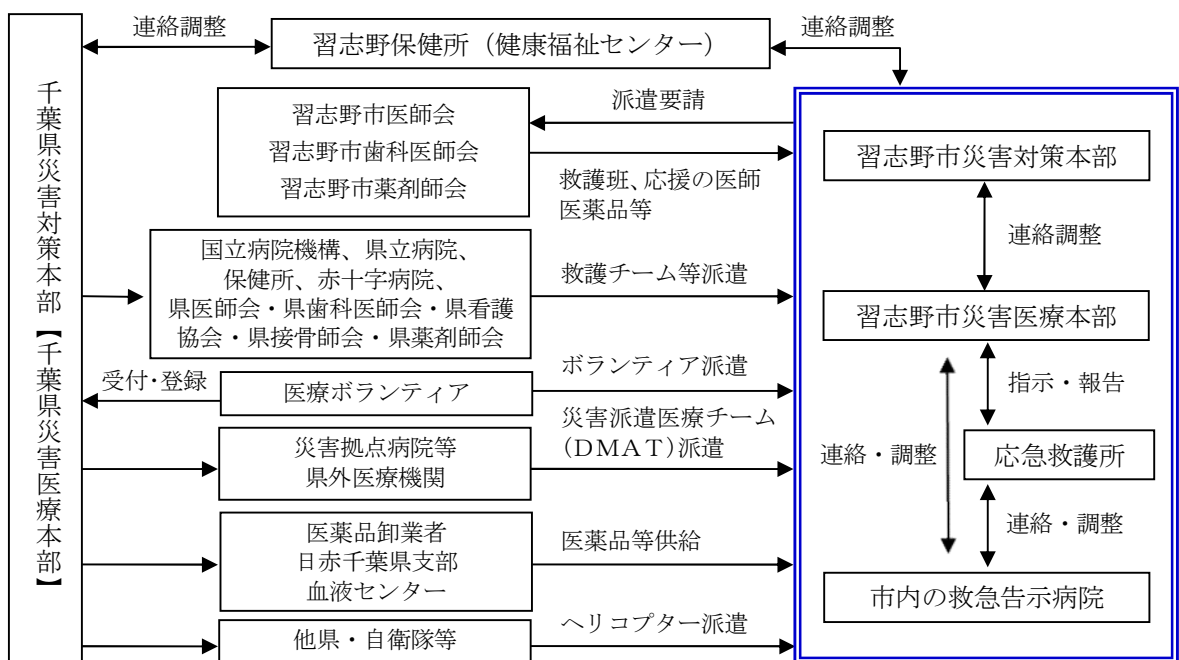 連絡調整
習志野保健所（健康福祉センター）
連絡調整
千葉県災害対策本部【千葉県災害医療本部】
習志野市医師会
習志野市歯科医師会
習志野市薬剤師会
派遣要請
救護班、応援の医師
医薬品等
国立病院機構、県立病院、
保健所、赤十字病院、
県医師会・県歯科医師会・県看護
協会・県接骨師会・県薬剤師会
救護チーム等派遣
受付・登録
医療ボランティア
ボランティア派遣
災害拠点病院等
県外医療機関
災害派遣医療チーム
(ＤＭＡＴ)派遣
医薬品卸業者
日赤千葉県支部
血液センター
医薬品等供給
他県・自衛隊等
ヘリコプター派遣
習志野市災害対策本部
連絡調整
習志野市災害医療本部
指示・報告
連絡・調整
応急救護所
連絡・調整
市内の救急告示病院